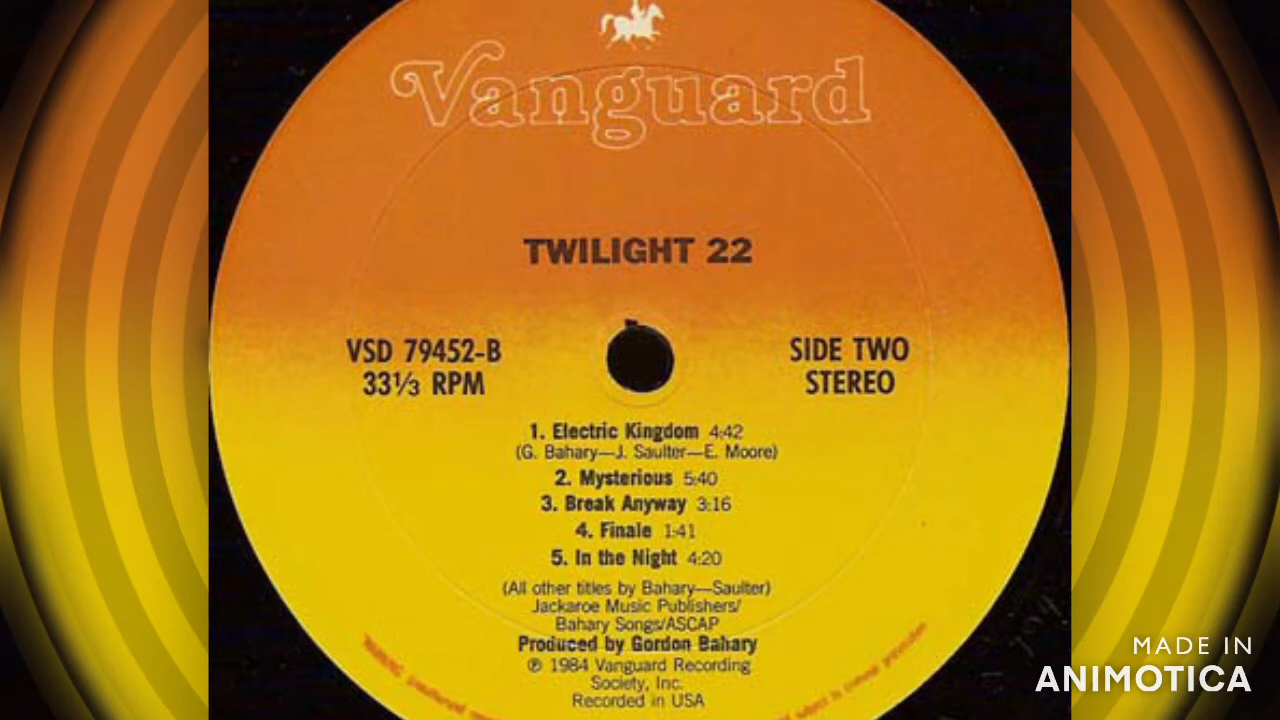 Vanguard
TWILIGHT 22
VSD 79452-B
33⅓ RPM
SIDE TWO
STEREO
1. Electric Kingdom 4:42
(G. Bahary—J. Saulter—E. Moore)
2. Mysterious 5:40
3. Break Anyway 3:16
4. Finale 1:41
5. In the Night 4:20
(All other titles by Bahary—Saulter)
Jackaroe Music Publishers/
Bahary Songs/ASCAP
Produced by Gordon Bahary
℗ 1984 Vanguard Recording
Society, Inc.
Recorded in USA
MADE IN
ANIMOTICA